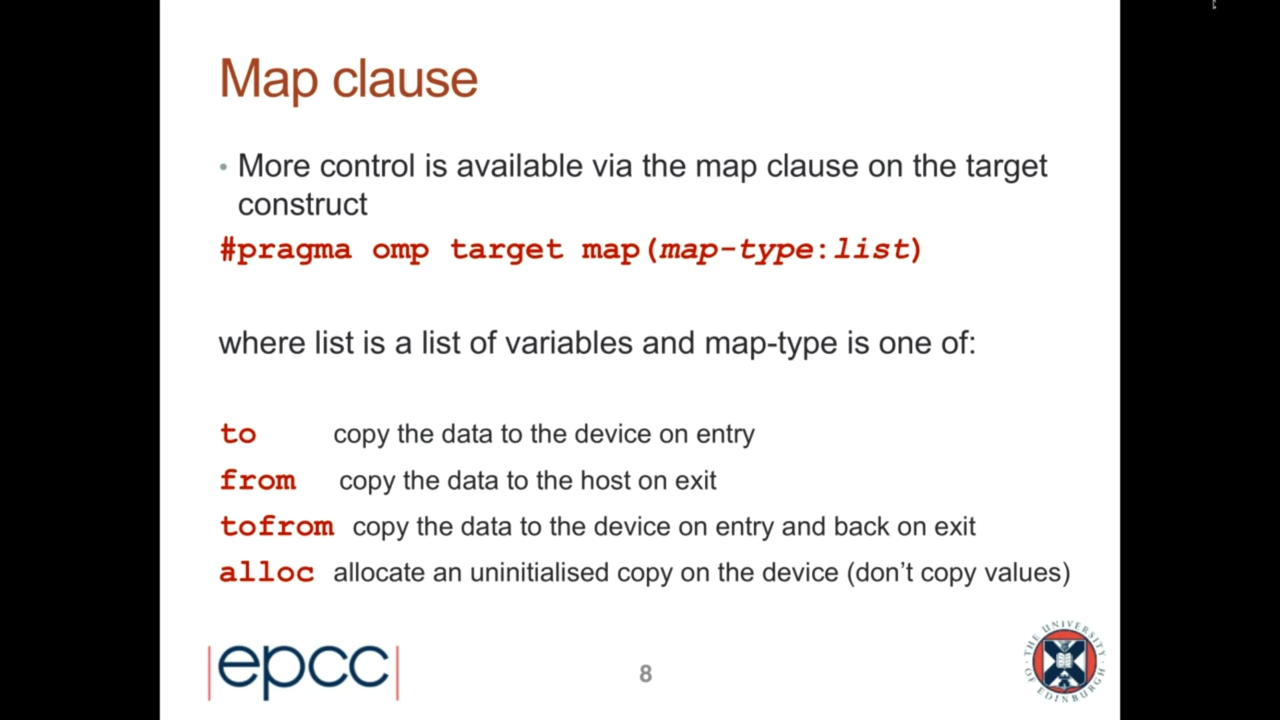 Map clause
• More control is available via the map clause on the target
construct
#pragma omp target map(map-type:list)
where list is a list of variables and map-type is one of:
to copy the data to the device on entry
from copy the data to the host on exit
tofrom copy the data to the device on entry and back on exit
alloc allocate an uninitialised copy on the device (don't copy values)
|epcc|
8
THE UNIVERSITY
OF EDINBURGH